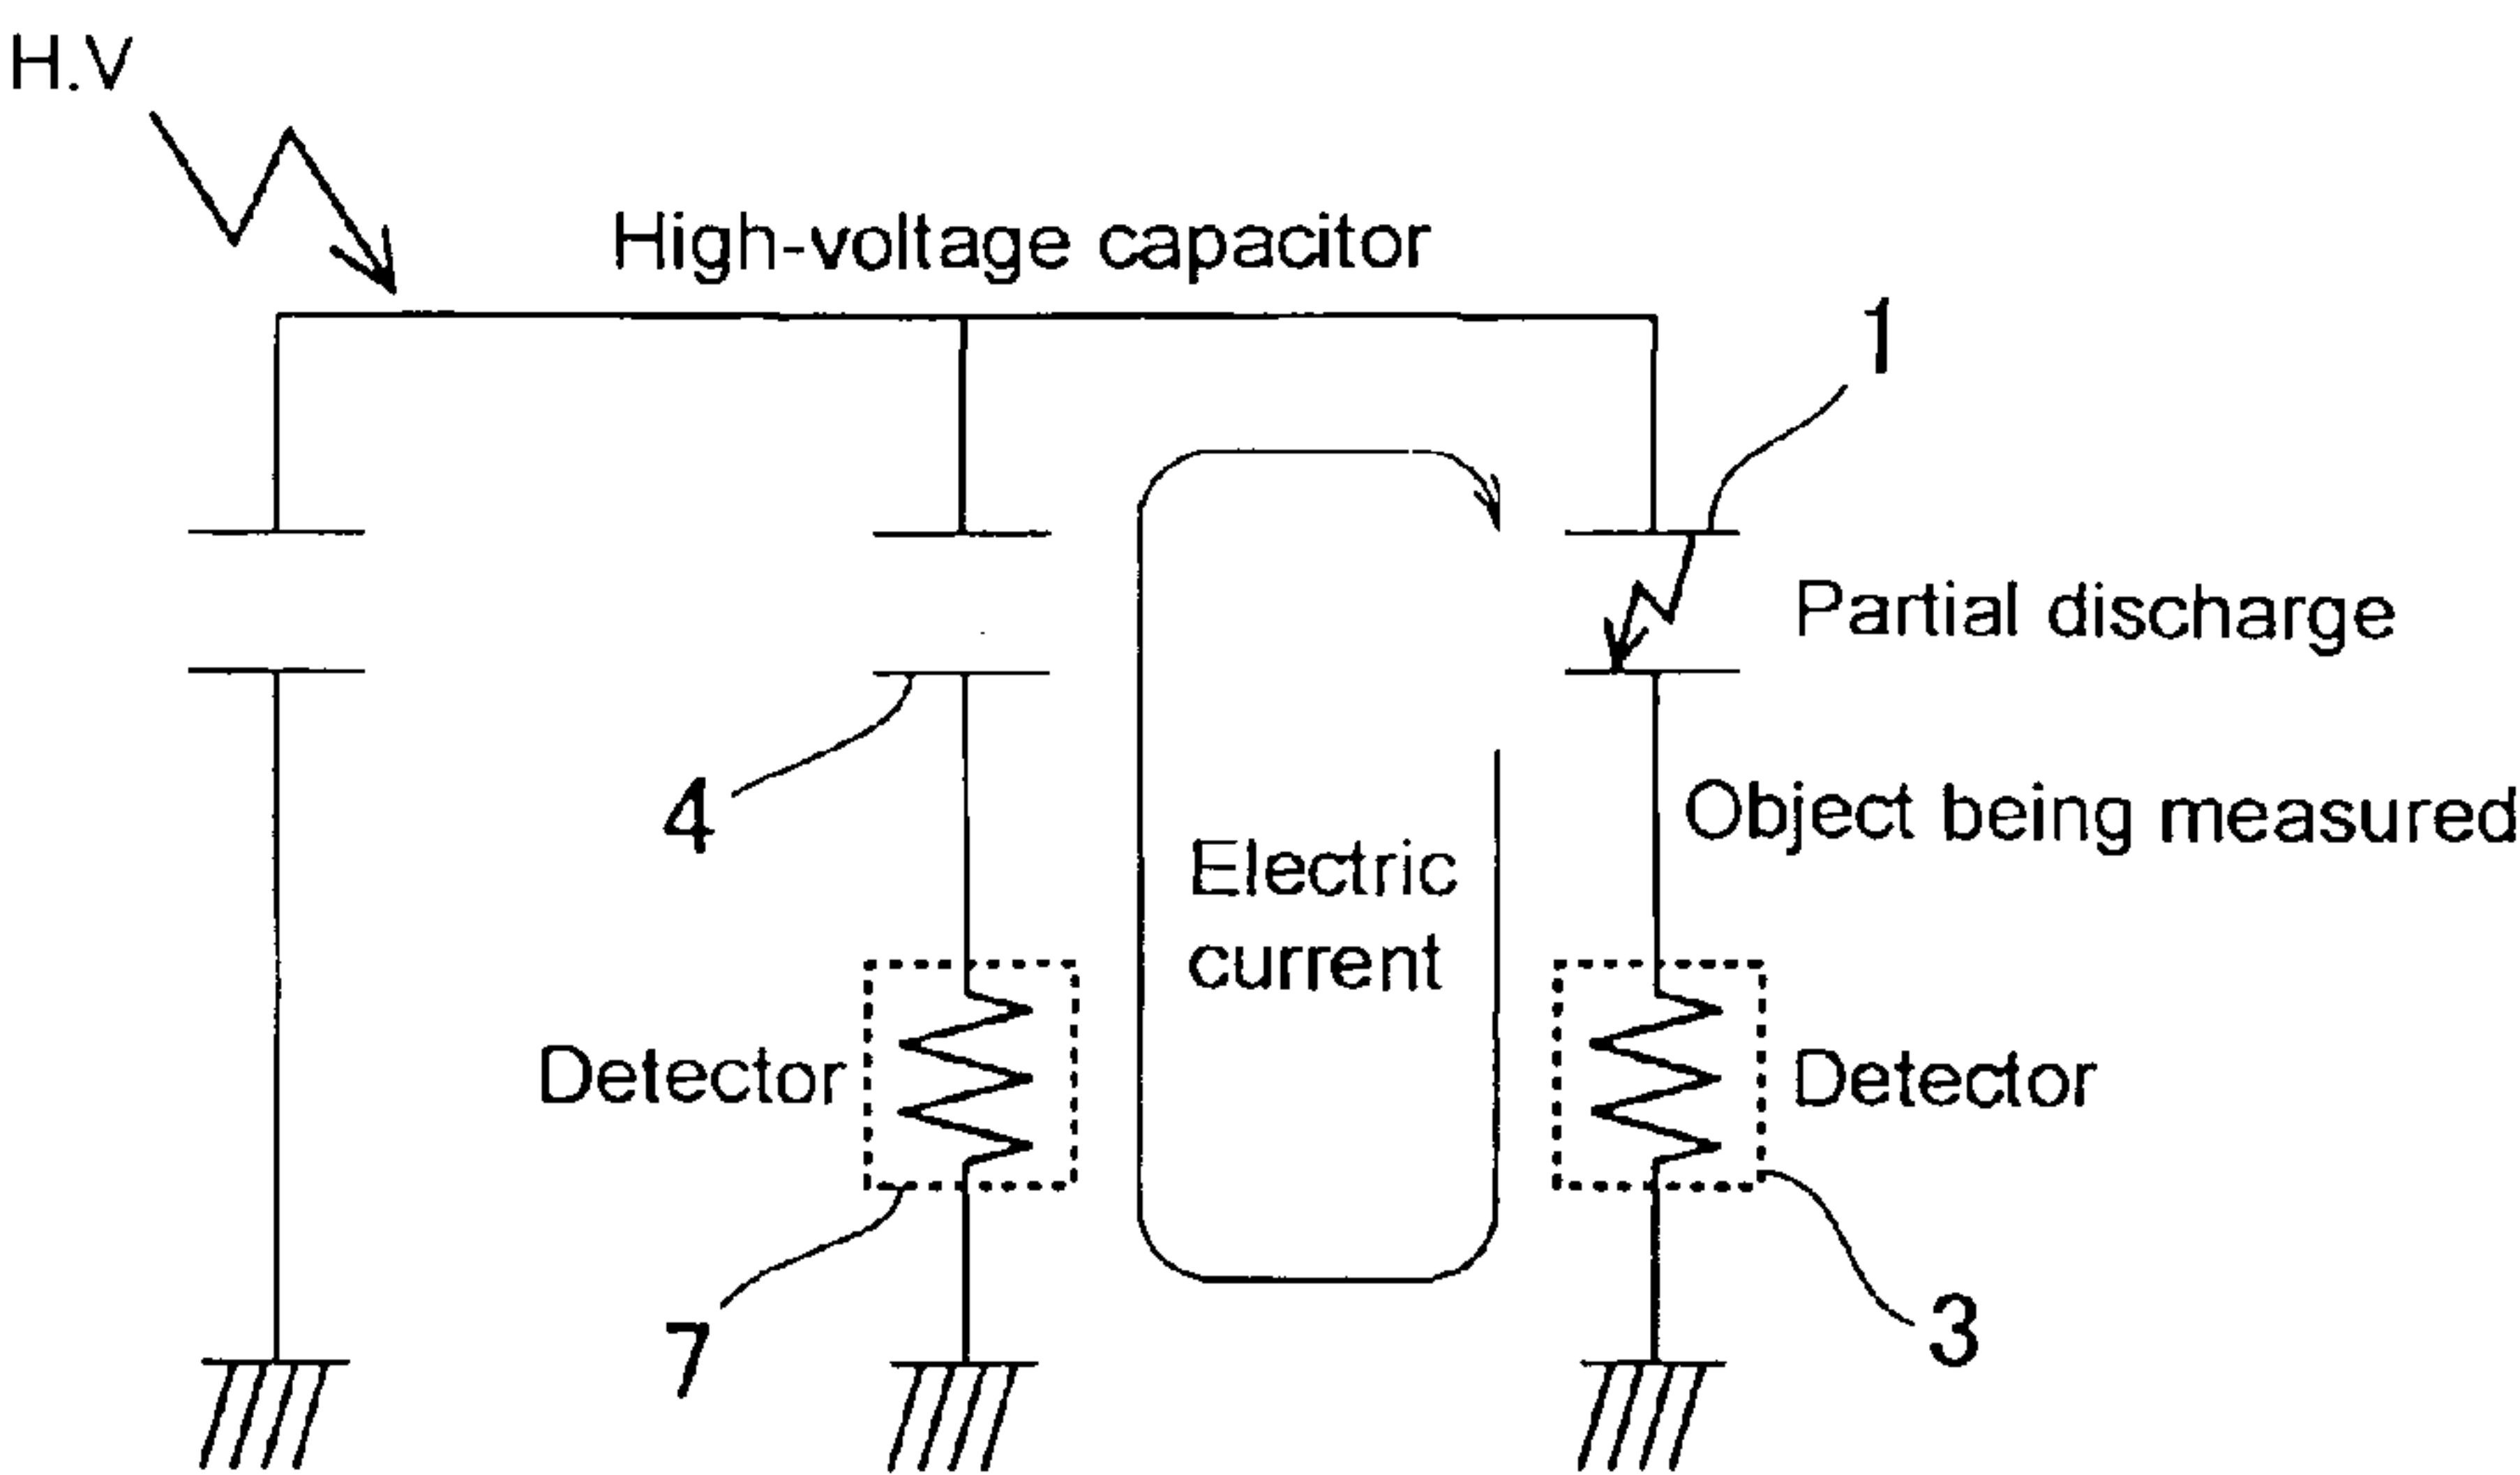 H.V
High-voltage capacitor
1
Partial discharge
4
Object being measured
Electric
current
Detector
Detector
7
3